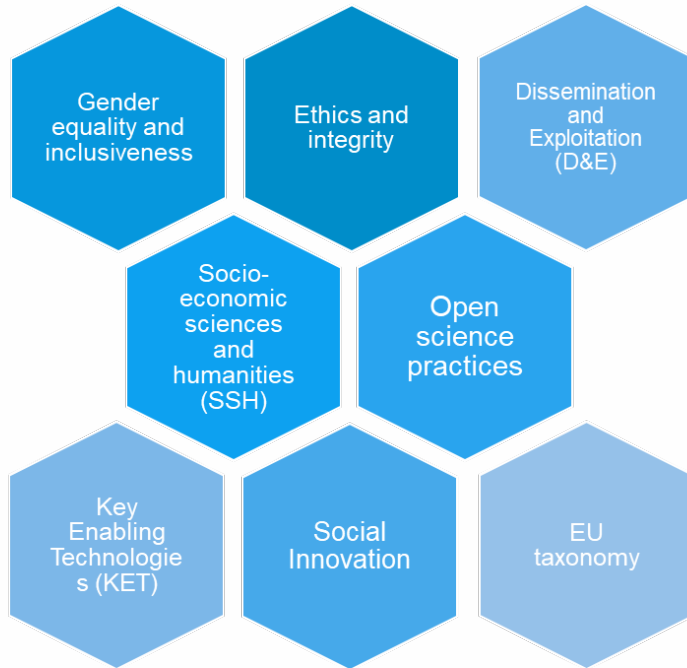 Gender
equality and
inclusiveness
Ethics and
integrity
Dissemination
and
Exploitation
(D&E)
Socio-
economic
sciences
and
humanities
(SSH)
Open
science
practices
Key
Enabling
Technologie
s (KET)
Social
Innovation
EU
taxonomy